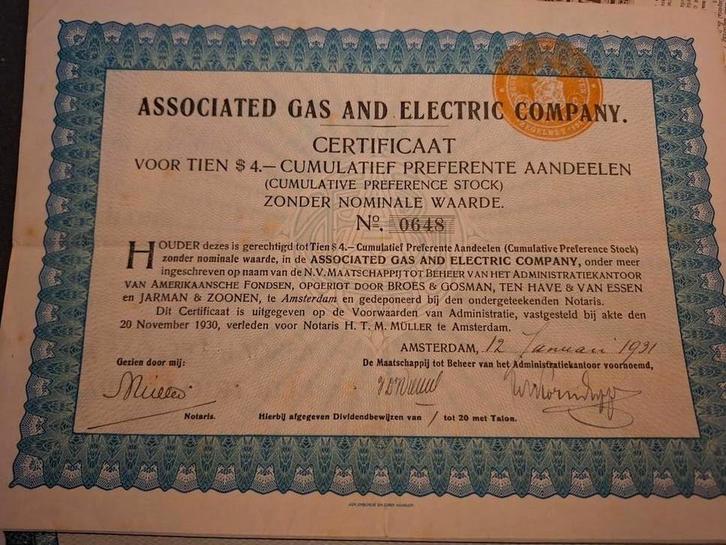 ASSOCIATED GAS AND ELECTRIC COMPANY.
CERTIFICAAT
VOOR TIEN $ 4.— CUMULATIEF PREFERENTE AANDEELEN
(CUMULATIVE PREFERENCE STOCK)
ZONDER NOMINALE WAARDE.
No. 0648
HOUDER dezes is gerechtigd tot Tien $ 4.— Cumulatief Preferente Aandeelen (Cumulative Preference Stock)
zonder nominale waarde, in de ASSOCIATED GAS AND ELECTRIC COMPANY, onder meer
ingeschreven op naam van de N.V. MAATSCHAPPIJ TOT BEHEER VAN HET ADMINISTRATIEKANTOOR
VAN AMERIKAANSCHE FONDSEN, OPGERIGT DOOR BROES & GOSMAN, TEN HAVE & VAN ESSEN
en JARMAN & ZOONEN, te Amsterdam en gedeponeerd bij den ondergeteekenden Notaris.
Dit Certificaat is uitgegeven op de Voorwaarden van Administratie, vastgesteld bij akte den
20 November 1930, verleden voor Notaris H. T. M. MÜLLER te Amsterdam.
AMSTERDAM, 12 Januari 1931
Gezien door mij:
De Maatschappij tot Beheer van het Administratiekantoor voornoemd,
Müller
Notaris.
Hierbij afgegeven Dividendbewijzen van 1 tot 20 met Talon.